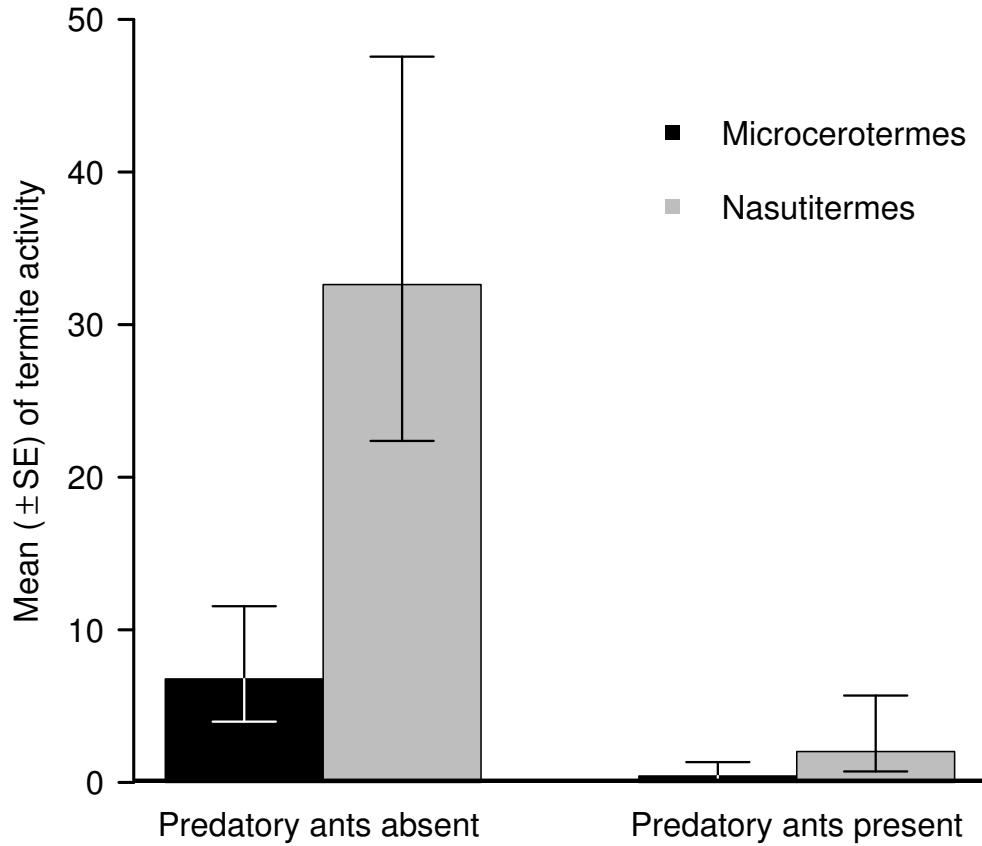 Mean (±SE) of termite activity
50
40
30
20
10
0
Microcerotermes
Nasutitermes
Predatory ants absent
Predatory ants present